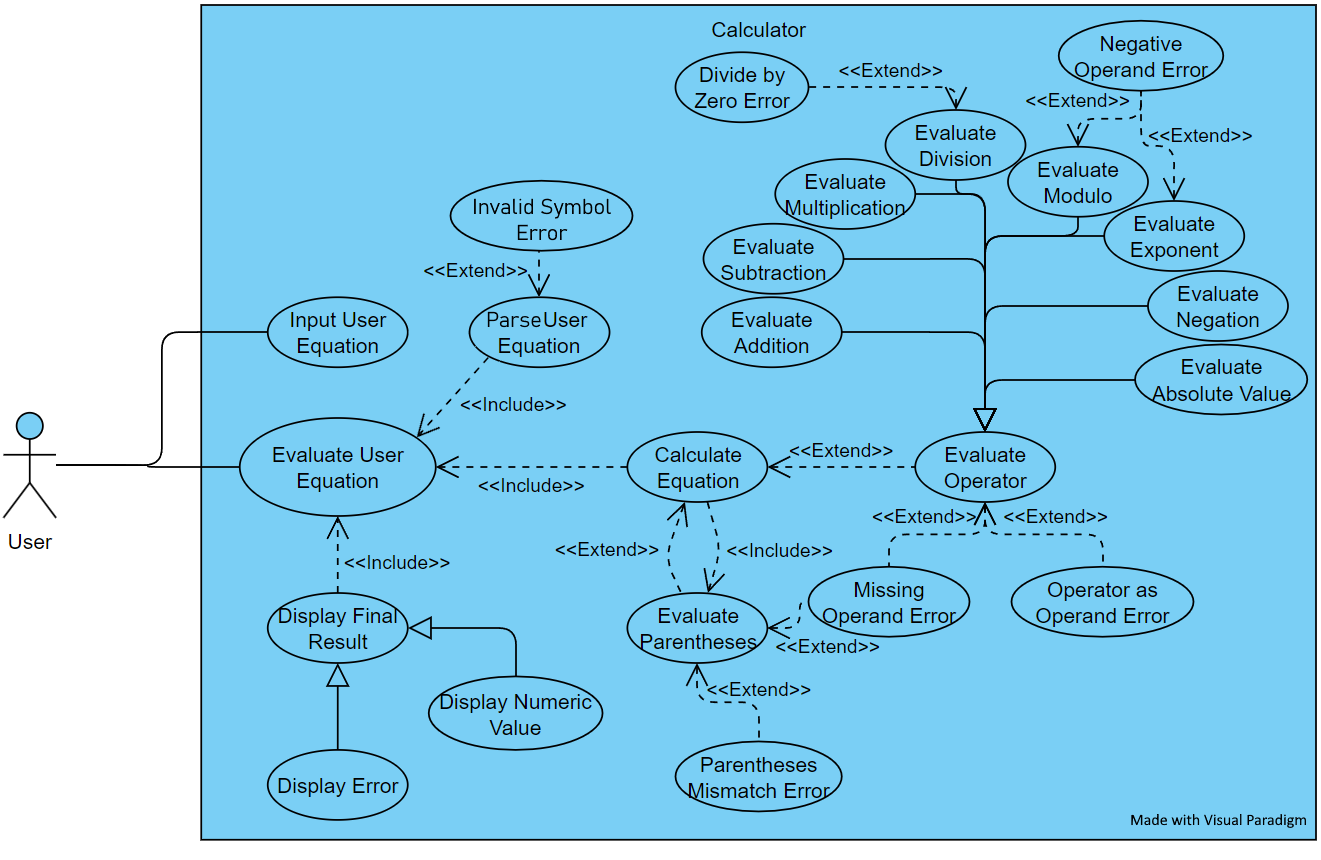 Calculator
Negative
Operand Error
Divide by
Zero Error
<<Extend>>
<<Extend>>
<<Extend>>
Evaluate
Division
Evaluate
Modulo
Evaluate
Multiplication
Invalid Symbol
Error
Evaluate
Exponent
Evaluate
Subtraction
<<Extend>>
Evaluate
Negation
Input User
Equation
ParseUser
Equation
Evaluate
Addition
Evaluate
Absolute Value
<<Include>>
Evaluate User
Equation
Calculate
Equation
<<Extend>>
Evaluate
Operator
<<Include>>
<<Extend>>
<<Extend>>
User
<<Extend>>
<<Include>>
<<Include>>
Missing
Operand Error
Operator as
Operand Error
Display Final
Result
Evaluate
Parentheses
<<Extend>>
<<Extend>>
Display Numeric
Value
Parentheses
Mismatch Error
Display Error
Made with Visual Paradigm